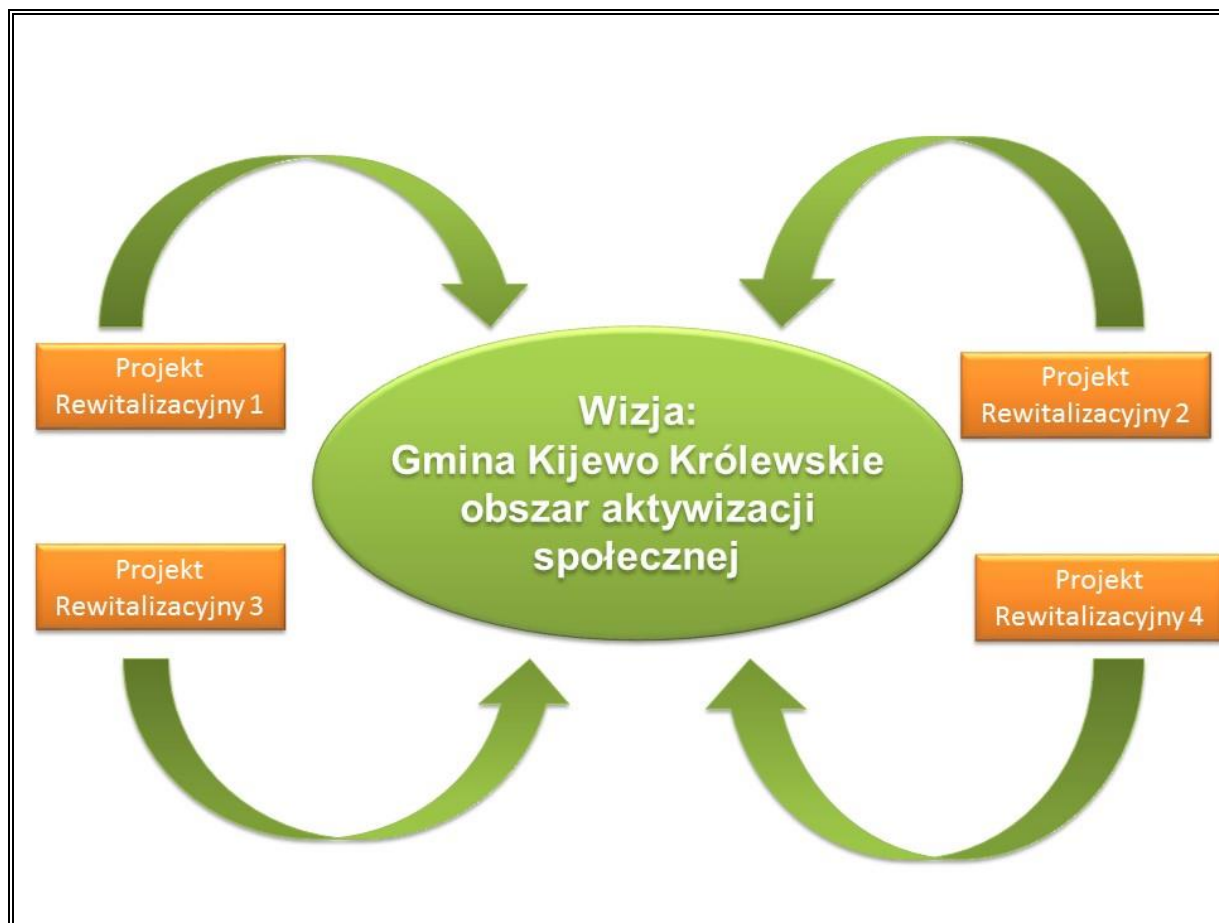 Projekt
Rewitalizacyjny 1
Projekt
Rewitalizacyjny 2
Wizja:
Gmina Kijewo Królewskie
obszar aktywizacji
społecznej
Projekt
Rewitalizacyjny 3
Projekt
Rewitalizacyjny 4